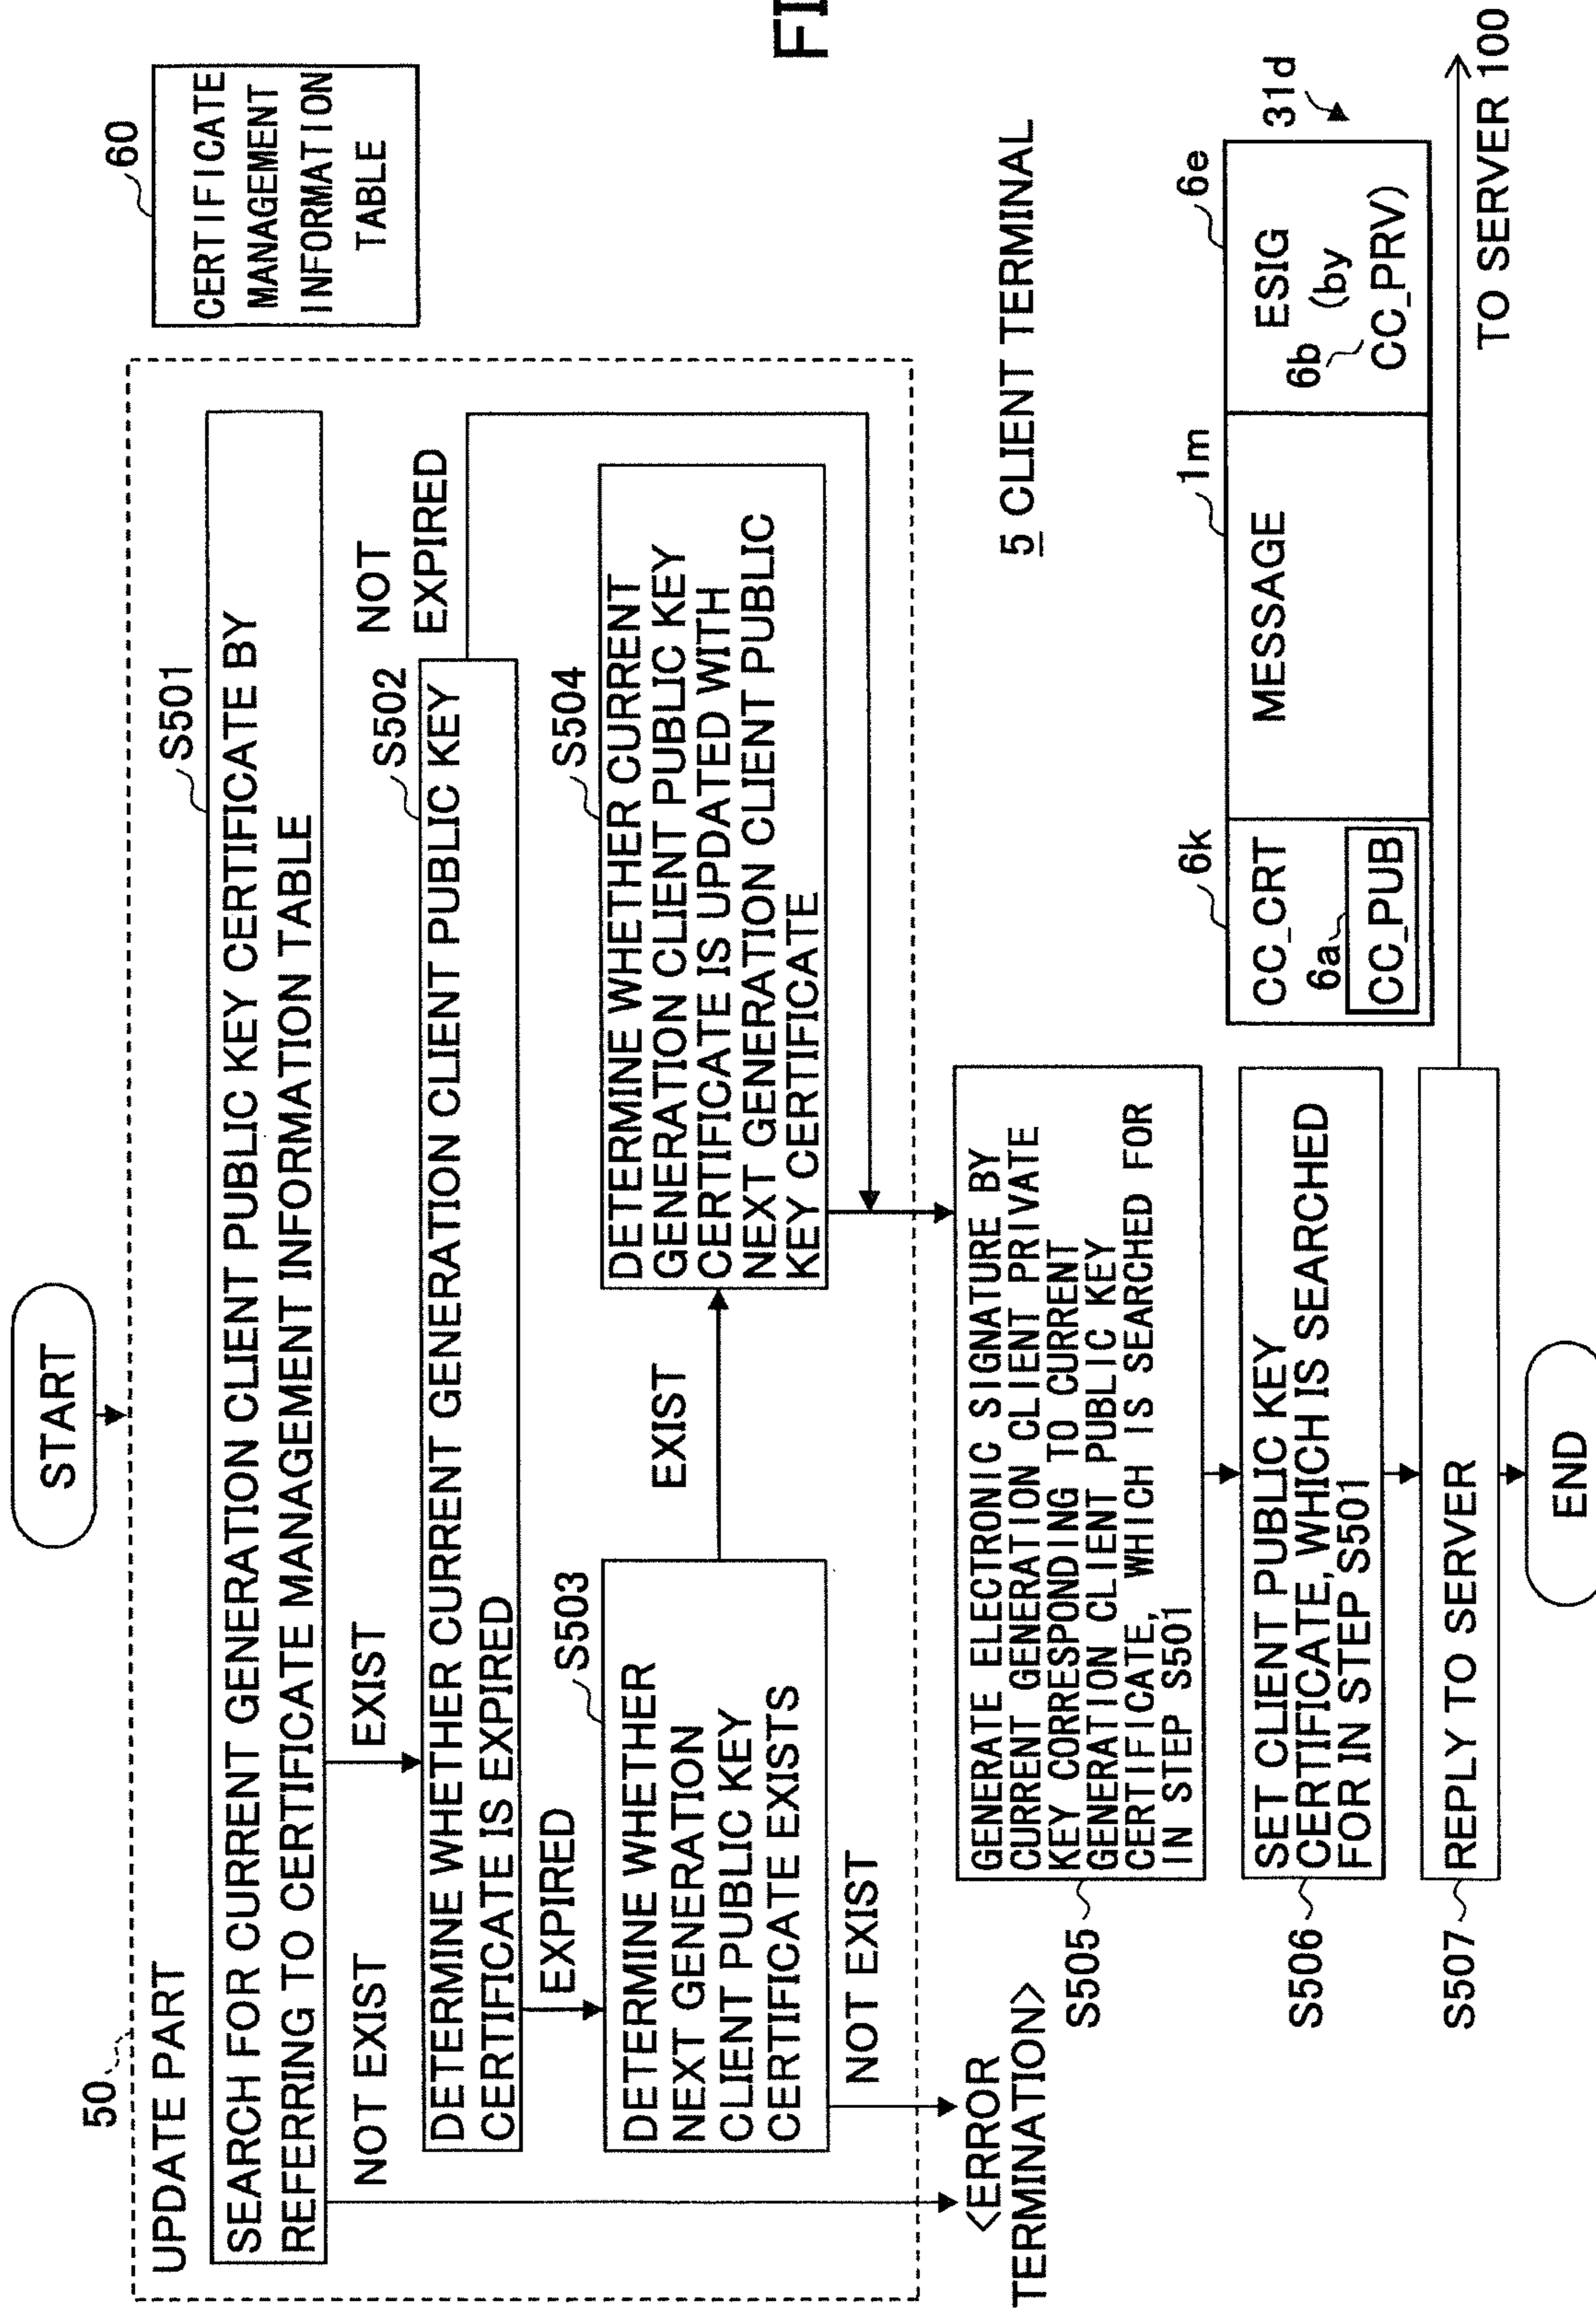 START
50
UPDATE PART
60
CERTIFICATE
MANAGEMENT
INFORMATION
TABLE
S501
SEARCH FOR CURRENT GENERATION CLIENT PUBLIC KEY CERTIFICATE BY
REFERRING TO CERTIFICATE MANAGEMENT INFORMATION TABLE
NOT EXIST
EXIST
S502
NOT
EXPIRED
DETERMINE WHETHER CURRENT GENERATION CLIENT PUBLIC KEY
CERTIFICATE IS EXPIRED
EXPIRED
S503
DETERMINE WHETHER
NEXT GENERATION
CLIENT PUBLIC KEY
CERTIFICATE EXISTS
EXIST
S504
DETERMINE WHETHER CURRENT
GENERATION CLIENT PUBLIC KEY
CERTIFICATE IS UPDATED WITH
NEXT GENERATION CLIENT PUBLIC
KEY CERTIFICATE
NOT EXIST
<ERROR
TERMINATION>
5 CLIENT TERMINAL
S505
GENERATE ELECTRONIC SIGNATURE BY
CURRENT GENERATION CLIENT PRIVATE
KEY CORRESPONDING TO CURRENT
GENERATION CLIENT PUBLIC KEY
CERTIFICATE, WHICH IS SEARCHED FOR
IN STEP S501
S506
SET CLIENT PUBLIC KEY
CERTIFICATE, WHICH IS SEARCHED
FOR IN STEP S501
S507
REPLY TO SERVER
END
6k
1m
6e
31d
CC_CRT
6a
CC_PUB
MESSAGE
ESIG
6b
(by
CC_PRV)
TO SERVER 100
FI